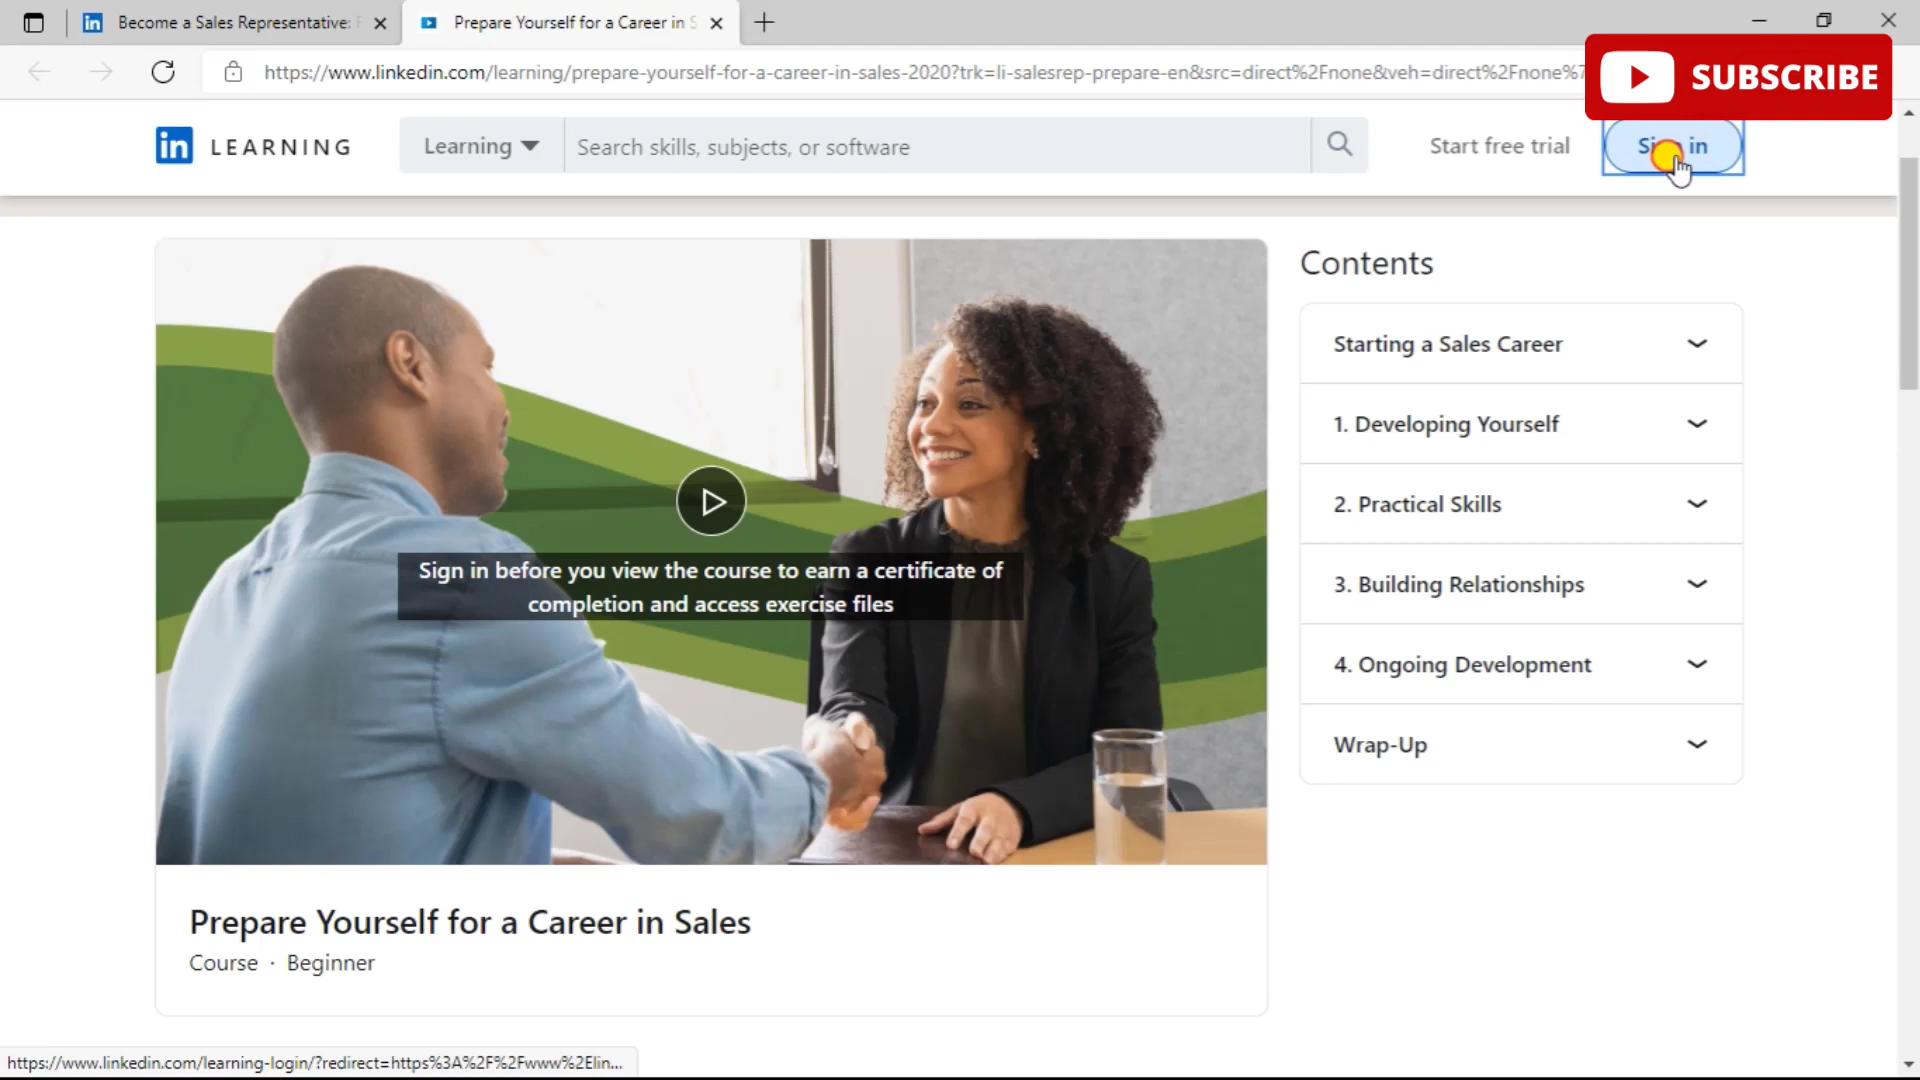 Become a Sales Representative:
Prepare Yourself for a Career in S
https://www.linkedin.com/learning/prepare-yourself-for-a-career-in-sales-2020?trk=li-salesrep-prepare-en&src=direct%2Fnone&veh=direct%2Fnone%
SUBSCRIBE
in LEARNING
Learning
Search skills, subjects, or software
Start free trial
Sign in
Sign in before you view the course to earn a certificate of
completion and access exercise files
Prepare Yourself for a Career in Sales
Course · Beginner
Contents
Starting a Sales Career
1. Developing Yourself
2. Practical Skills
3. Building Relationships
4. Ongoing Development
Wrap-Up
https://www.linkedin.com/learning-login/?redirect=https%3A%2F%2Fwww%2Elin...